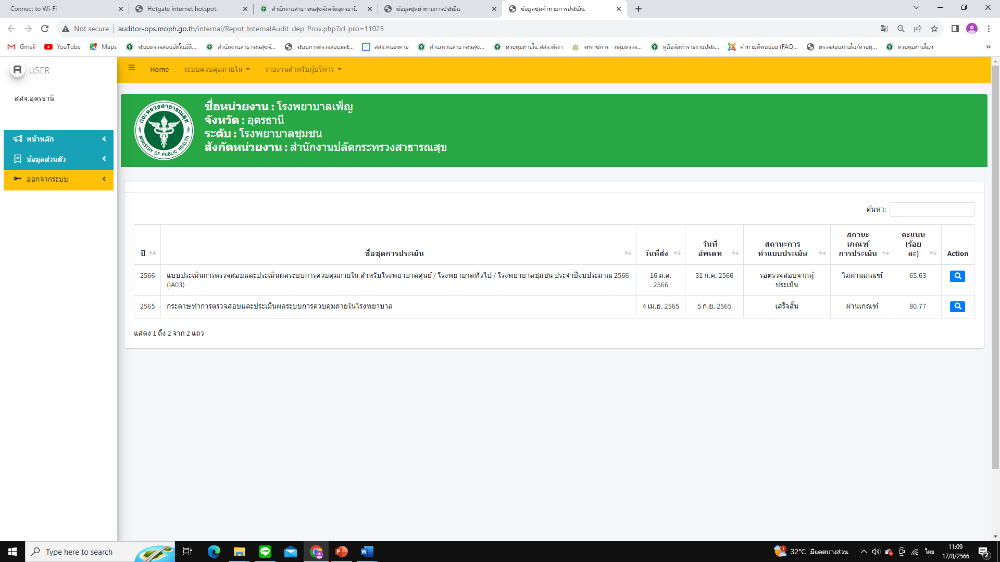 Connect to Wi-Fi
Hotgate internet hotspot.
สำนักงานสาธารณสุขจังหวัดอุดรธานี
ข้อมูลชุดคำถามการประเมิน
ข้อมูลชุดคำถามการประเมิน
Not secure
auditor-ops.moph.go.th/internal/Repot_InternalAudit_dep_Prov.php?id_pro=11025
Gmail
YouTube
Maps
ระบบตรวจสอบอัตโนมัติ...
สำนักงานสาธารณสุขจั...
ระบบการตรวจสอบและ...
สสจ.หนองคาย
สำนกงานสาธารณสุข...
ควบคุมภายใน สสจ.พังงา
รถราชการ - กลุ่มตรวจ...
คู่มือจัดทำรายงานประเ...
คำถามที่พบบ่อย (FAQ...
ตรวจสอบภายใน/ควบคุ...
ควบคุมภายในฯ
USER
Home
ระบบควบคุมภายใน
รายงานสำหรับผู้บริหาร
สสจ.อุดรธานี
หน้าหลัก
ข้อมูลส่วนตัว
ออกจากระบบ
กระทรวงสาธารณสุข
MINISTRY OF PUBLIC HEALTH
ชื่อหน่วยงาน : โรงพยาบาลเพ็ญ
จังหวัด : อุดรธานี
ระดับ : โรงพยาบาลชุมชน
สังกัดหน่วยงาน : สำนักงานปลัดกระทรวงสาธารณสุข
ค้นหา:
ปี
ชื่อชุดการประเมิน
วันที่ส่ง
วันที่
อัพเดท
สถานะการ
ทำแบบประเมิน
สถานะ
เกณฑ์
การประเมิน
คะแนน
(ร้อย
ละ)
Action
2566
แบบประเมินการตรวจสอบและประเมินผลระบบการควบคุมภายใน สำหรับโรงพยาบาลศูนย์ / โรงพยาบาลทั่วไป / โรงพยาบาลชุมชน ประจำปีงบประมาณ 2566
(IA03)
16 ม.ค.
2566
31 ก.ค. 2566
รอตรวจสอบจากผู้
ประเมิน
ไม่ผ่านเกณฑ์
65.63
2565
กระดาษทำการตรวจสอบและประเมินผลระบบการควบคุมภายในโรงพยาบาล
4 เม.ย. 2565
5 ก.ย. 2565
เสร็จสิ้น
ผ่านเกณฑ์
80.77
แสดง 1 ถึง 2 จาก 2 แถว
Type here to search
LINE
P
W
1
32°C มีแดดบางส่วน
ไทย
11:09
17/8/2566
2